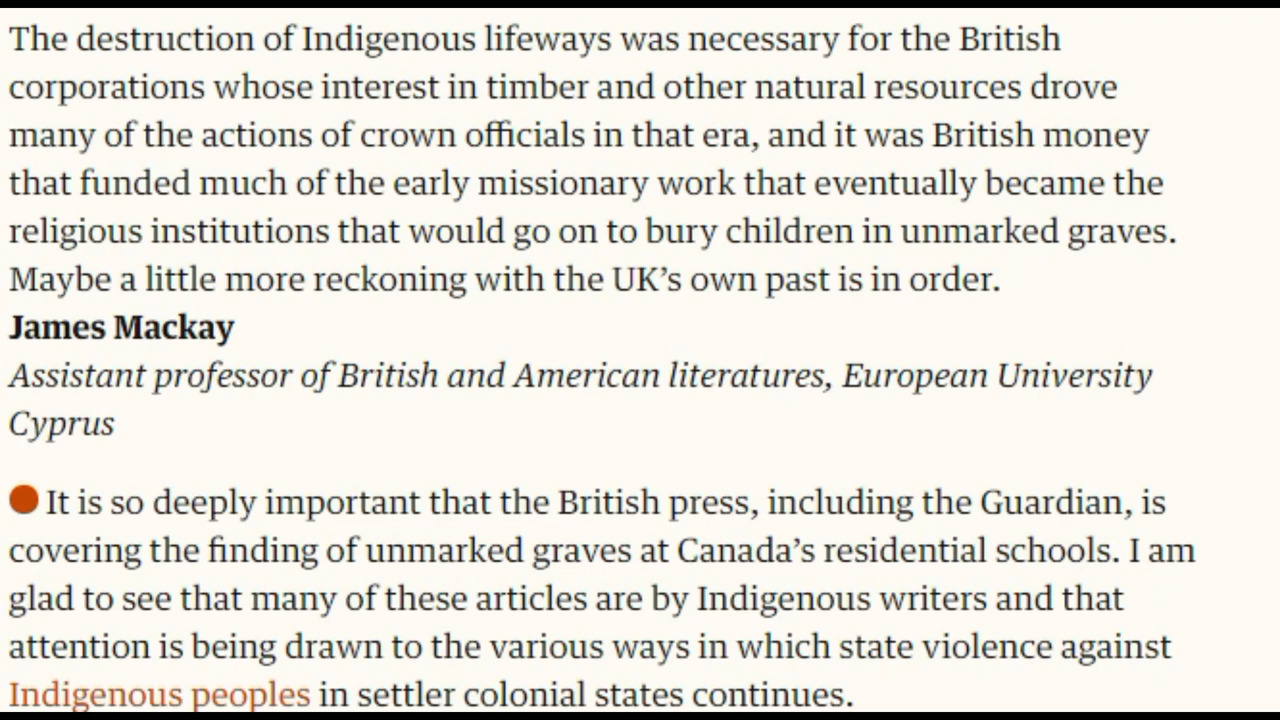 The destruction of Indigenous lifeways was necessary for the British
corporations whose interest in timber and other natural resources drove
many of the actions of crown officials in that era, and it was British money
that funded much of the early missionary work that eventually became the
religious institutions that would go on to bury children in unmarked graves.
Maybe a little more reckoning with the UK’s own past is in order.
James Mackay
Assistant professor of British and American literatures, European University
Cyprus
● It is so deeply important that the British press, including the Guardian, is
covering the finding of unmarked graves at Canada’s residential schools. I am
glad to see that many of these articles are by Indigenous writers and that
attention is being drawn to the various ways in which state violence against
Indigenous peoples in settler colonial states continues.